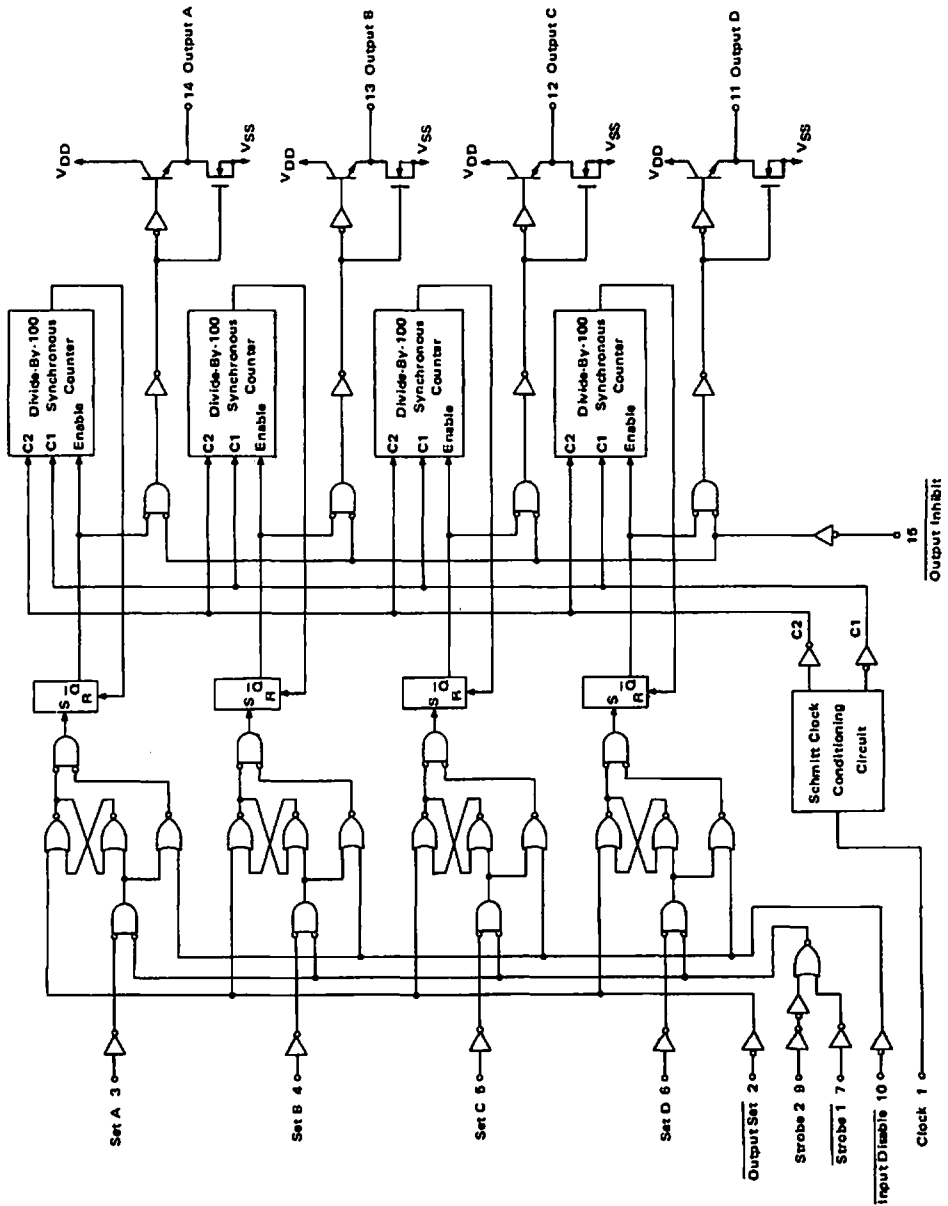 Set A 3
Set B 4
Set C 5
Set D 6
Output Set 2
Strobe 2 9
Strobe 1 7
Input Disable 10
Clock 1
S
Q
R
S
Q
R
S
Q
R
S
Q
R
Schmitt Clock
Conditioning
Circuit
C2
C1
C2
C1
Enable
Divide-By-100
Synchronous
Counter
C2
C1
Enable
Divide-By-100
Synchronous
Counter
C2
C1
Enable
Divide-By-100
Synchronous
Counter
C2
C1
Enable
Divide-By-100
Synchronous
Counter
15
Output Inhibit
VDD
14 Output A
VSS
VDD
13 Output B
VSS
VDD
12 Output C
VSS
VDD
11 Output D
VSS